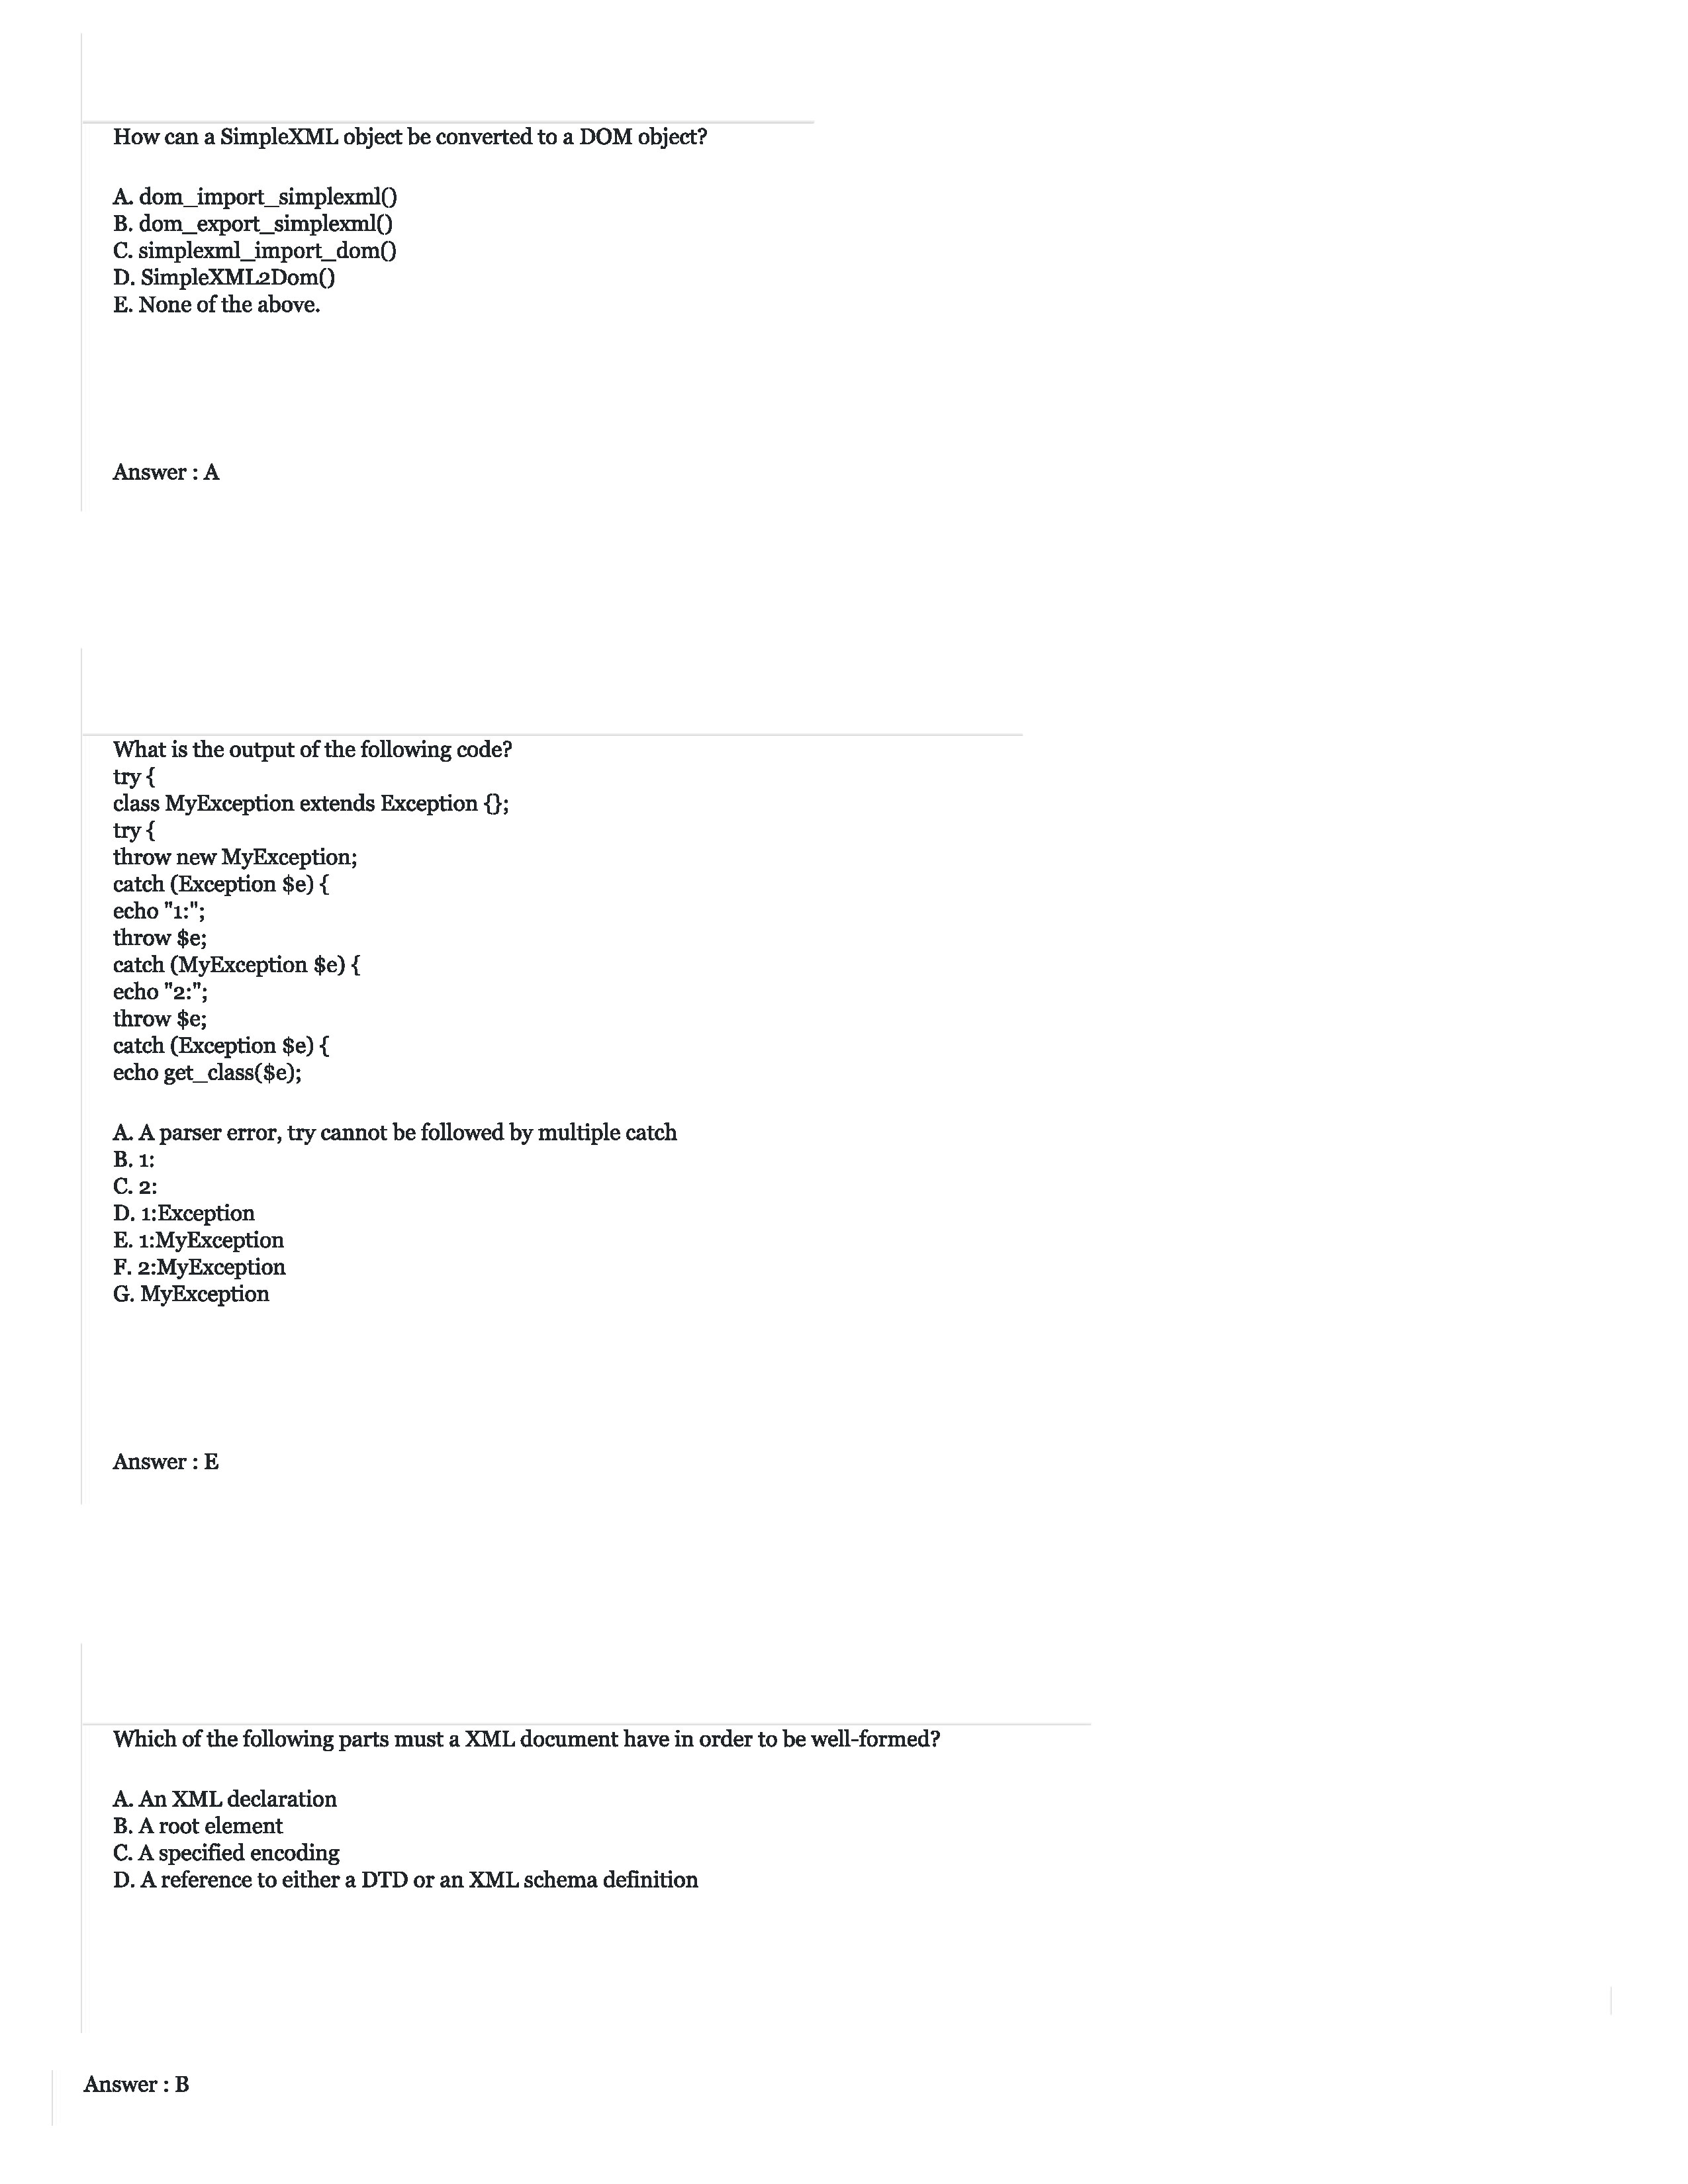 How can a SimpleXML object be converted to a DOM object?
A. dom_import_simplexml()
B. dom_export_simplexml()
C. simplexml_import_dom()
D. SimpleXML2Dom()
E. None of the above.
Answer : A
What is the output of the following code?
try {
class MyException extends Exception {};
try {
throw new MyException;
catch (Exception $e) {
echo "1:";
throw $e;
catch (MyException $e) {
echo "2:";
throw $e;
catch (Exception $e) {
echo get_class($e);
A. A parser error, try cannot be followed by multiple catch
B. 1:
C. 2:
D. 1:Exception
E. 1:MyException
F. 2:MyException
G. MyException
Answer : E
Which of the following parts must a XML document have in order to be well-formed?
A. An XML declaration
B. A root element
C. A specified encoding
D. A reference to either a DTD or an XML schema definition
Answer : B